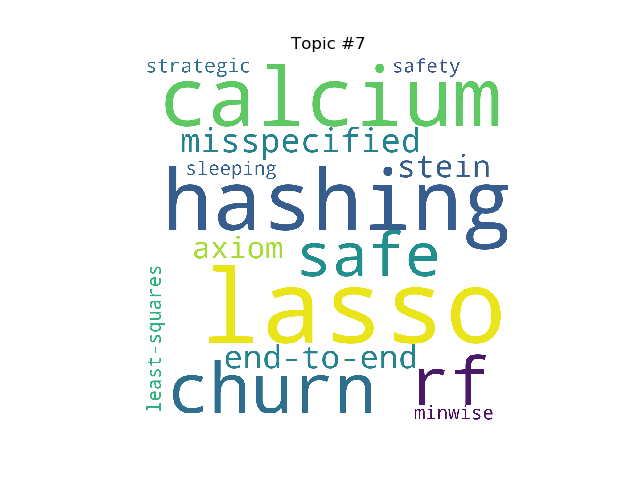 Topic #7
strategic
safety
calcium
misspecified
sleeping
stein
hashing
axiom
safe
least-squares
lasso
end-to-end
churn
rf
minwise